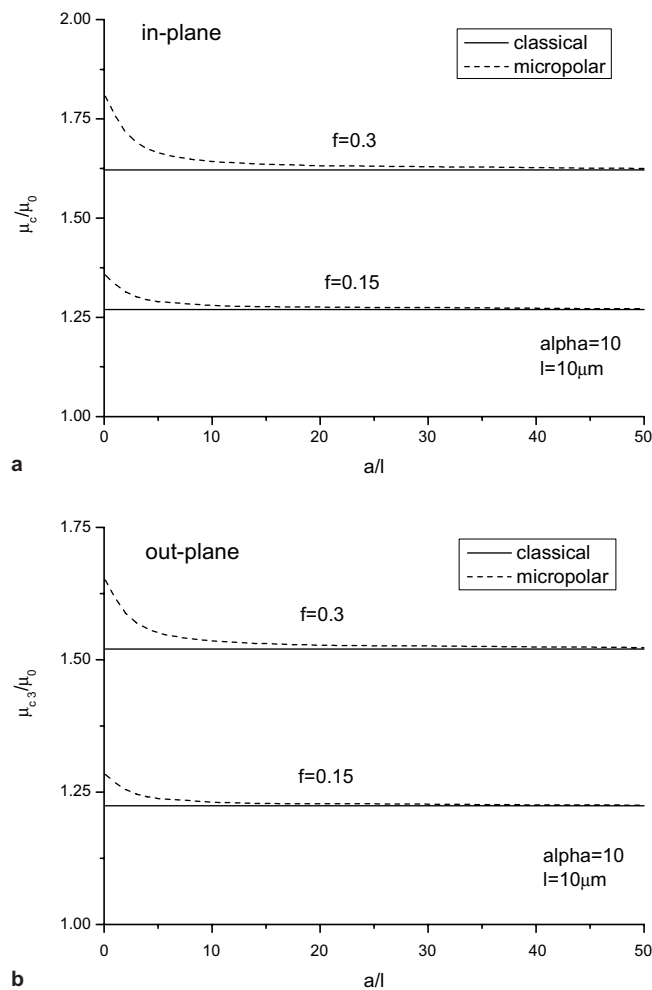 2.00
in-plane
classical
micropolar
1.75
f=0.3
μc/μ0
1.50
f=0.15
1.25
alpha=10
l=10μm
1.00
0 10 20 30 40 50
a
a/l
1.75
out-plane
classical
micropolar
f=0.3
μc 3/μ0
1.50
f=0.15
1.25
alpha=10
l=10μm
1.00
0 10 20 30 40 50
b
a/l